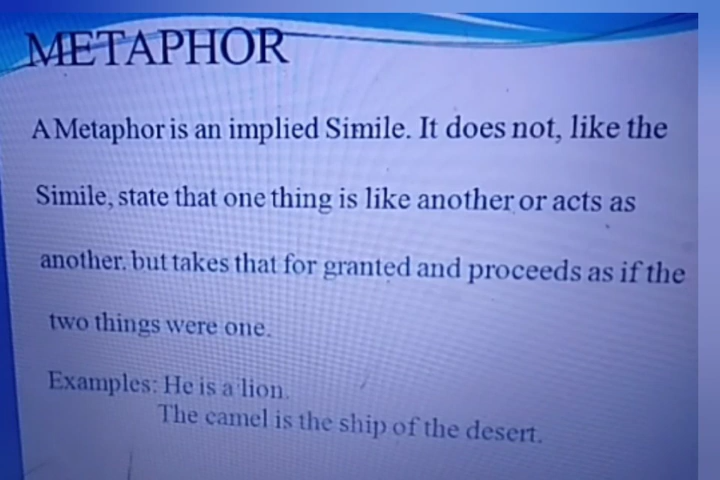 METAPHOR
A Metaphor is an implied Simile. It does not, like the
Simile, state that one thing is like another or acts as
another. but takes that for granted and proceeds as if the
two things were one.
Examples: He is a lion.
The camel is the ship of the desert.